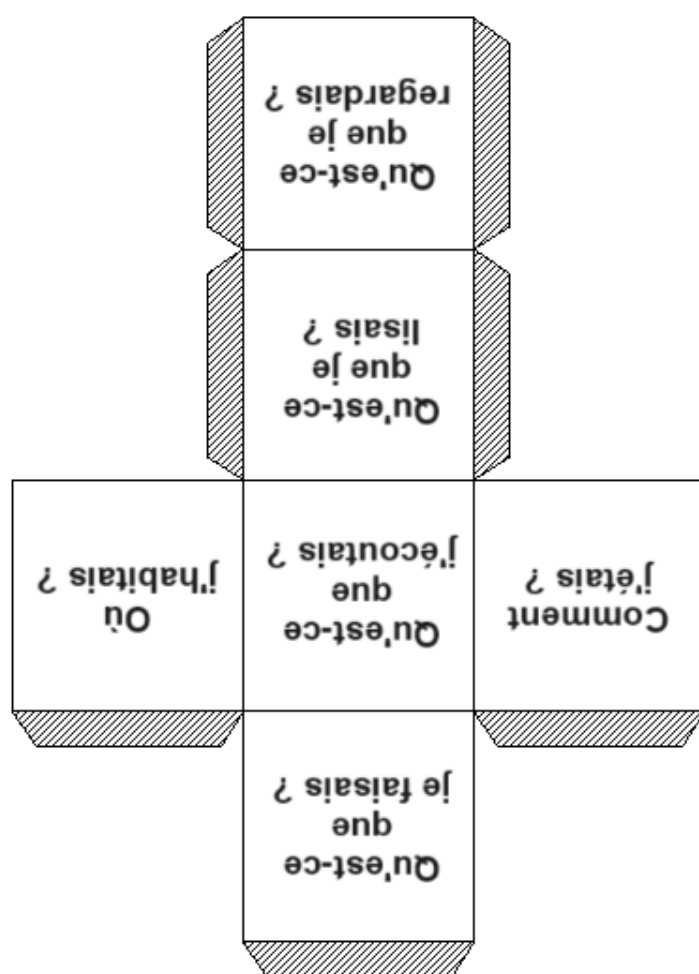 Qu'est-ce
que
je faisais ?
Comment
j'étais ?
Qu'est-ce
que
j'écoutais ?
Où
j'habitais ?
Qu'est-ce
que je
lisais ?
Qu'est-ce
que je
regardais ?